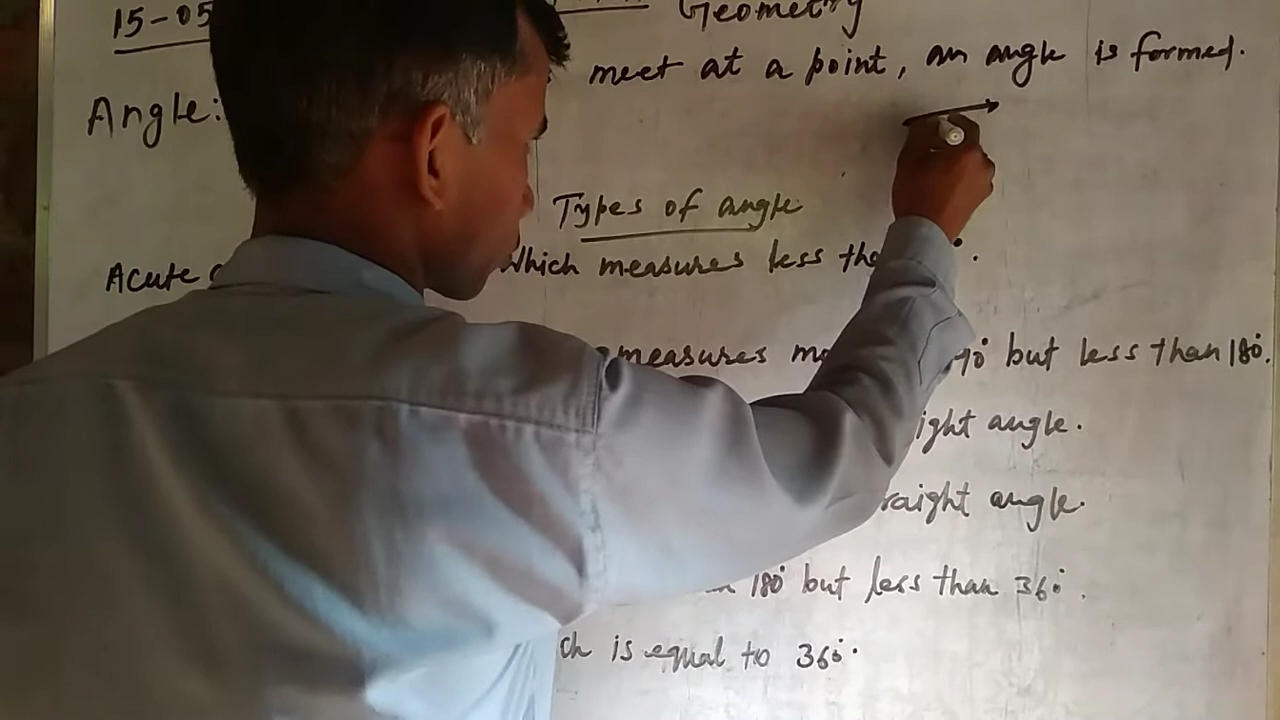 15-05
Geometry
Angle:
meet at a point, an angle is formed.
Types of angle
Acute
Which measures less
measures
90° but less than 180°.
ight angle.
raight angle.
180° but less than 360°.
ch is equal to 360°.